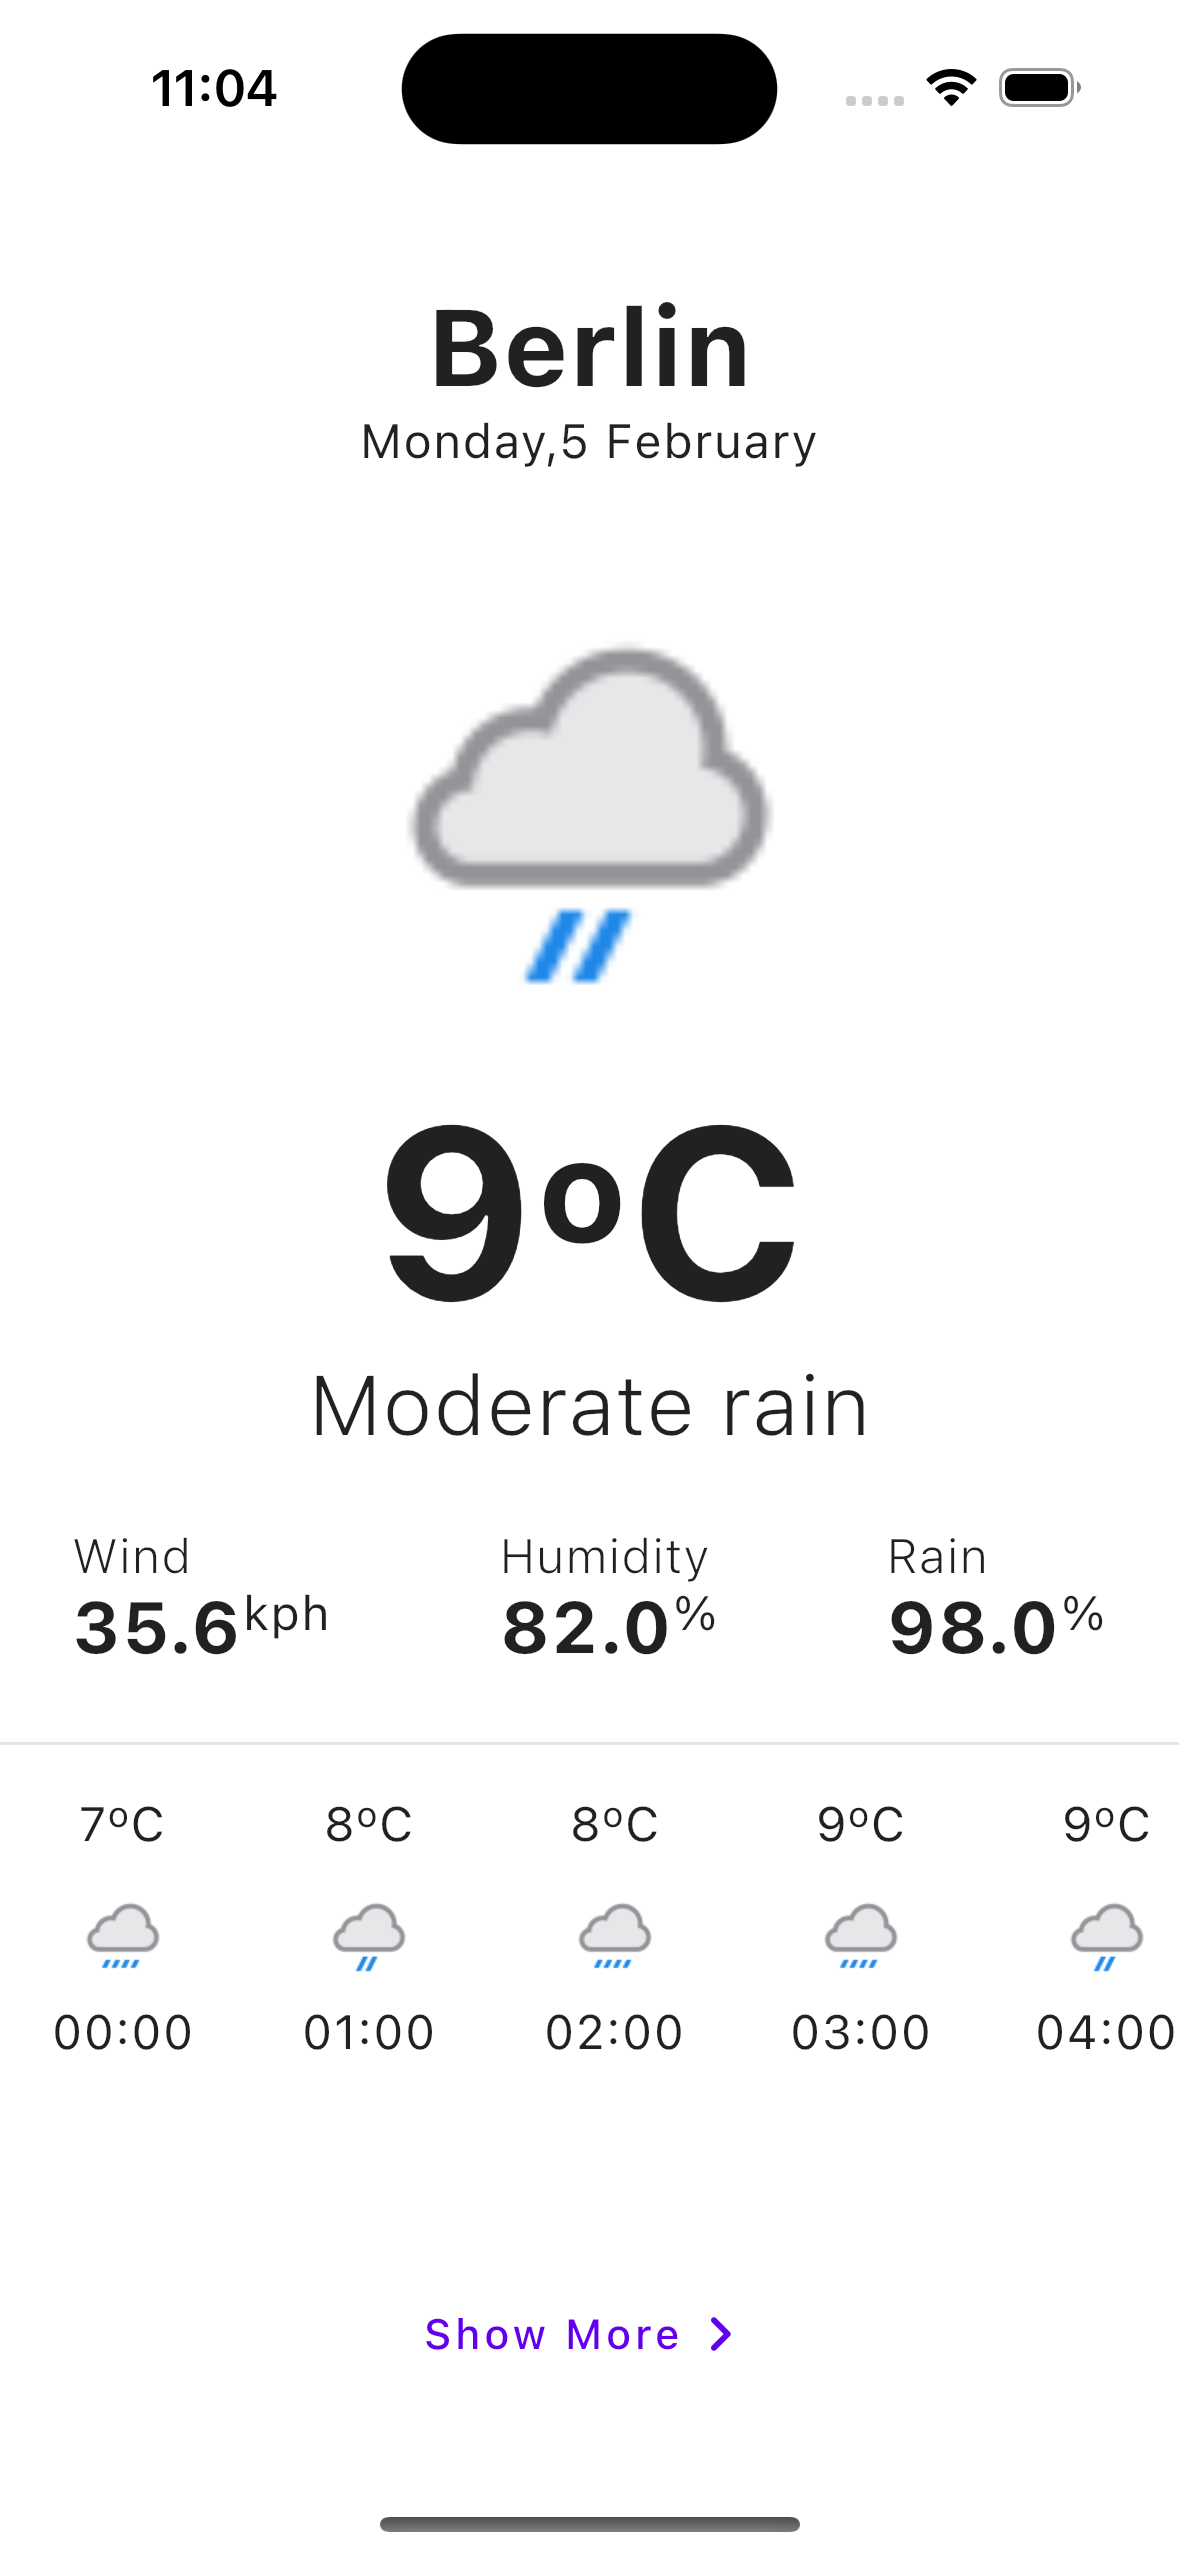 11:04
Berlin
Monday,5 February
9ºC
Moderate rain
Wind Humidity Rain
35.6kph 82.0% 98.0%
7ºC 8ºC 8ºC 9ºC 9ºC
00:00 01:00 02:00 03:00 04:00
Show More